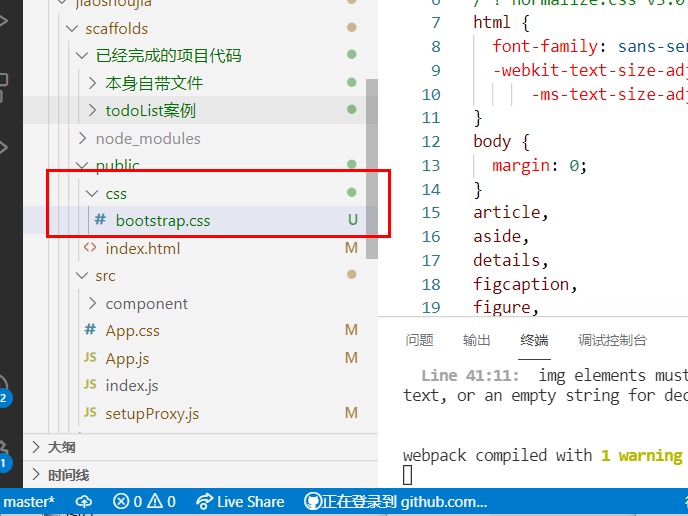 jiaoshoujia
scaffolds
已经完成的项目代码
本身自带文件
todoList案例
node_modules
public
css
# bootstrap.css U
<> index.html M
src
component
# App.css M
JS App.js M
JS index.js
JS setupProxy.js M
大纲
时间线
6 /*! normalize.css v3.0
7 html {
8 font-family: sans-se
9 -webkit-text-size-adj
10 -ms-text-size-adj
11 }
12 body {
13 margin: 0;
14 }
15 article,
16 aside,
17 details,
18 figcaption,
19 figure,
问题 输出 终端 调试控制台
Line 41:11: img elements must
text, or an empty string for dec
webpack compiled with 1 warning
2
1
master* 0 0 Live Share 正在登录到 github.com...